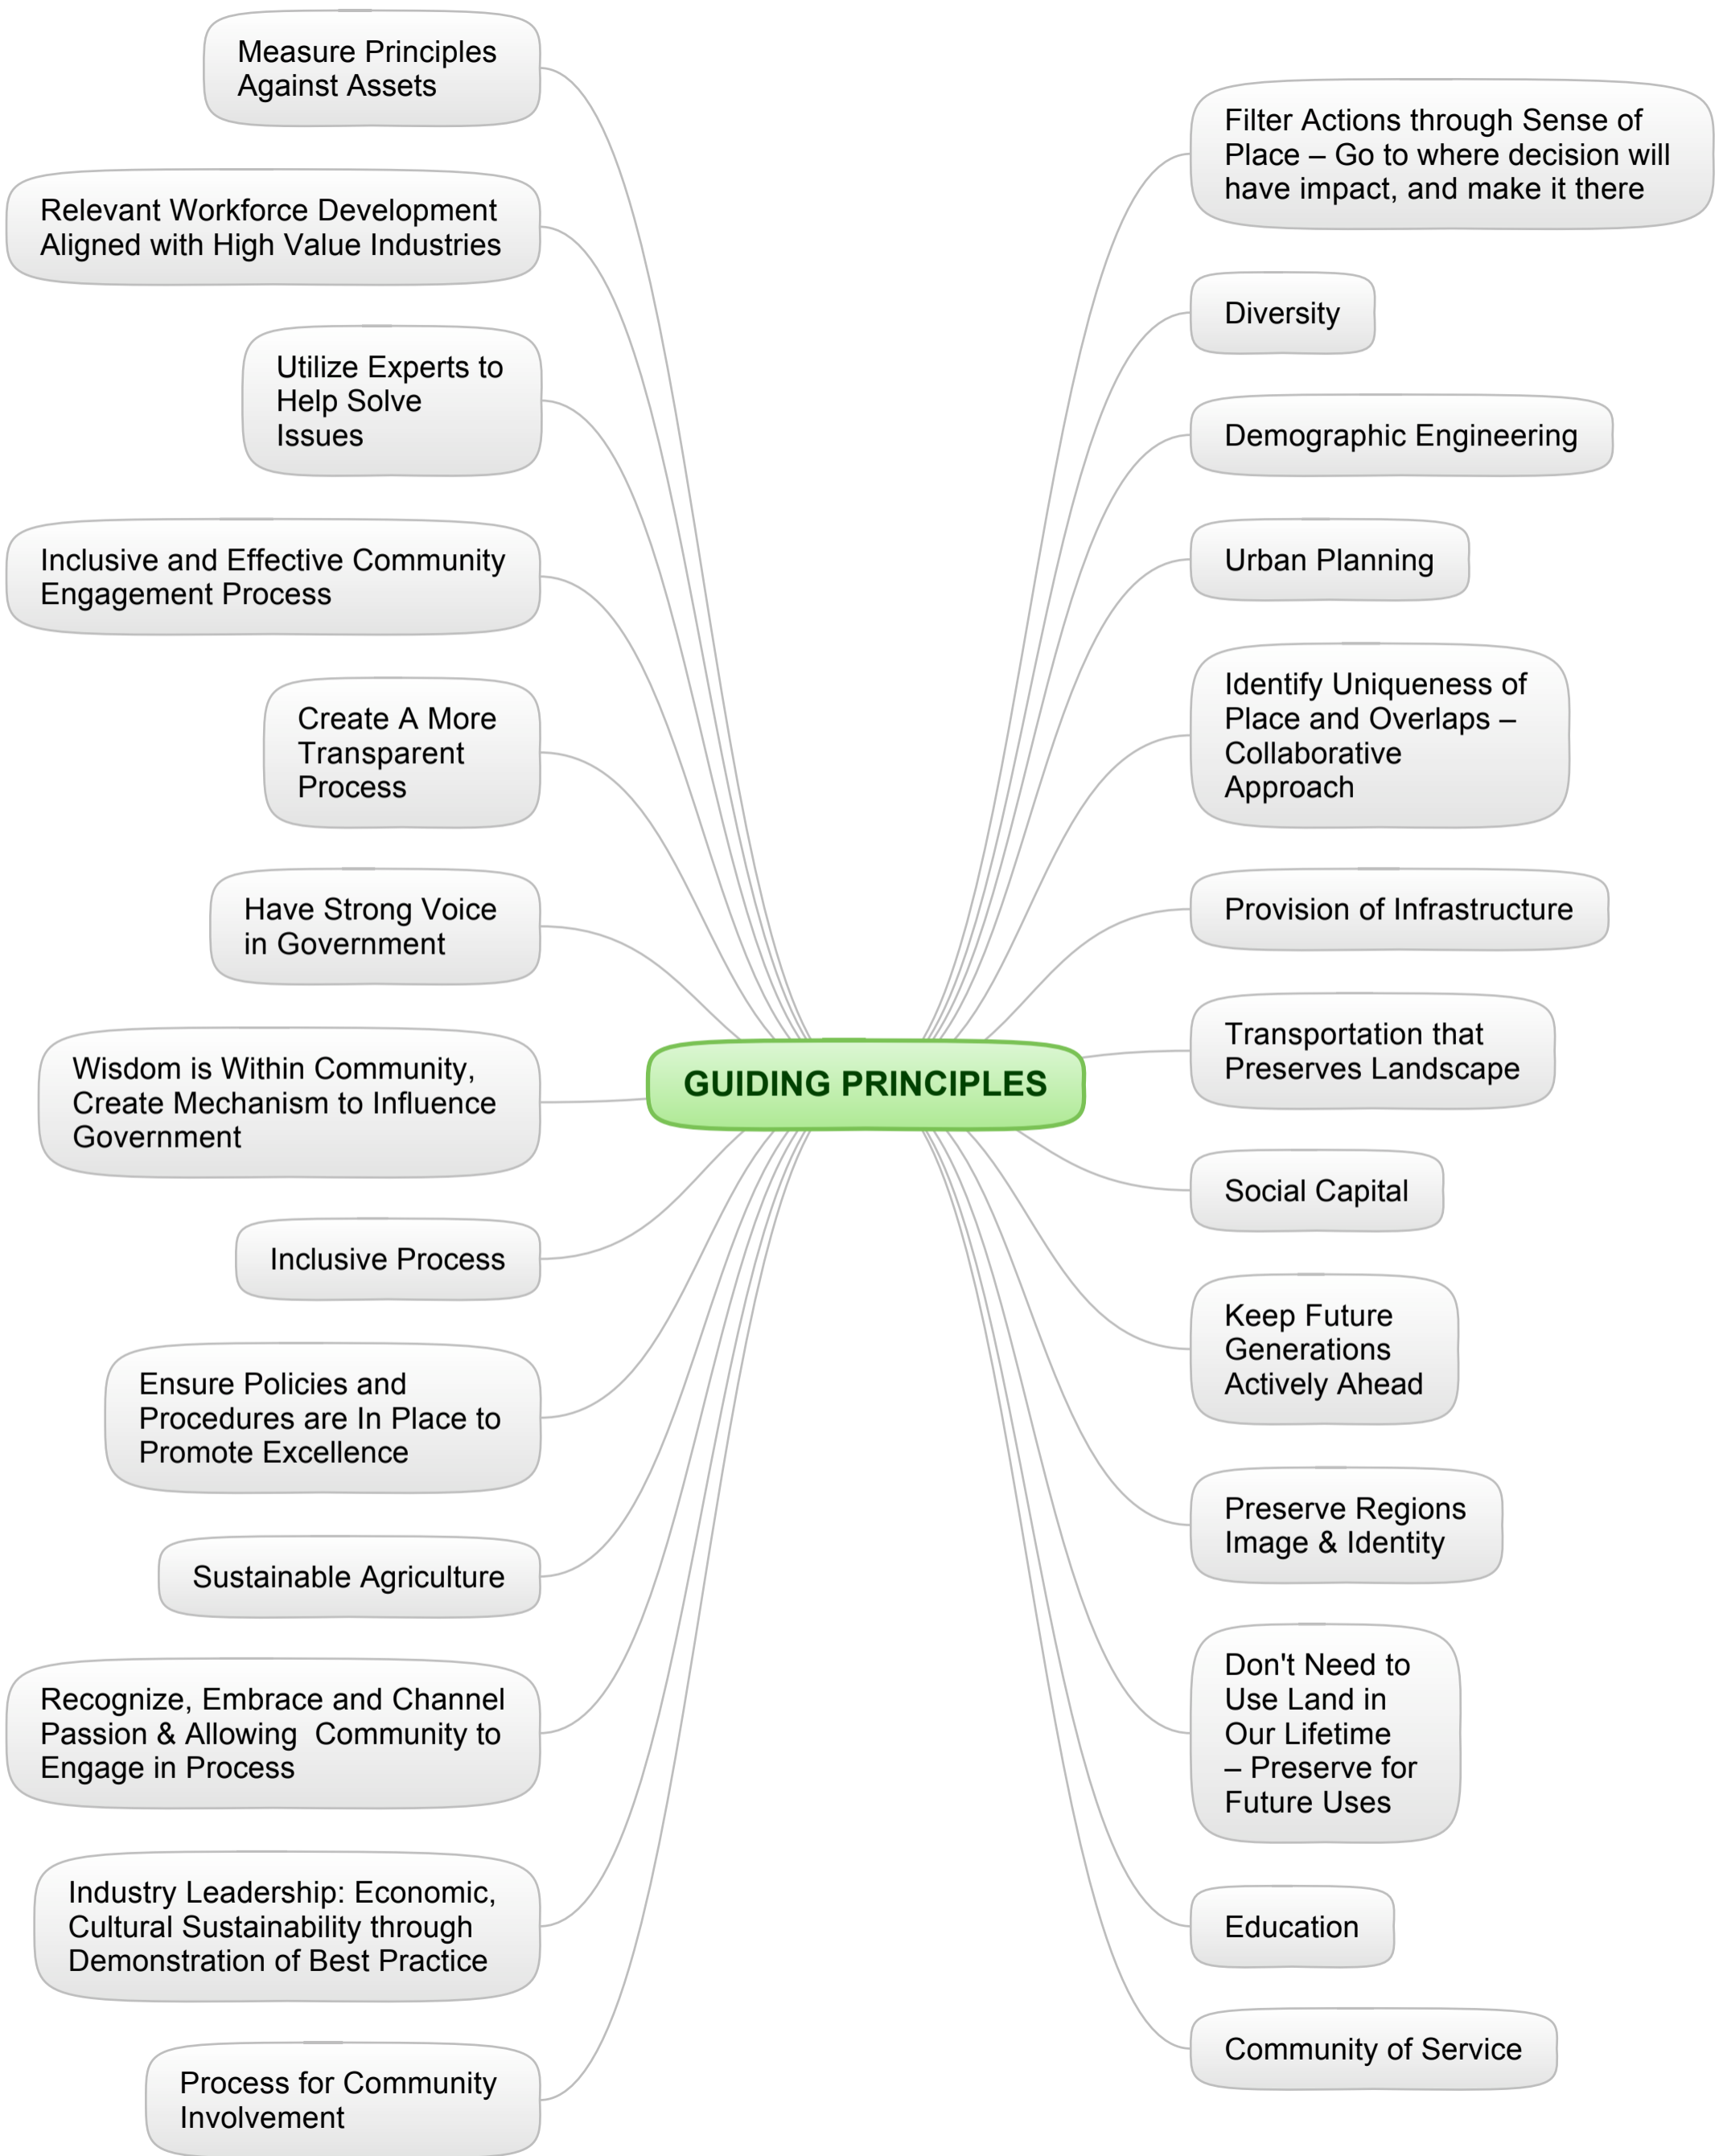 Measure Principles
Against Assets
Relevant Workforce Development
Aligned with High Value Industries
Utilize Experts to
Help Solve
Issues
Inclusive and Effective Community
Engagement Process
Create A More
Transparent
Process
Have Strong Voice
in Government
Wisdom is Within Community,
Create Mechanism to Influence
Government
Inclusive Process
Ensure Policies and
Procedures are In Place to
Promote Excellence
Sustainable Agriculture
Recognize, Embrace and Channel
Passion & Allowing  Community to
Engage in Process
Industry Leadership: Economic,
Cultural Sustainability through
Demonstration of Best Practice
Process for Community
Involvement
GUIDING PRINCIPLES
Filter Actions through Sense of
Place – Go to where decision will
have impact, and make it there
Diversity
Demographic Engineering
Urban Planning
Identify Uniqueness of
Place and Overlaps –
Collaborative
Approach
Provision of Infrastructure
Transportation that
Preserves Landscape
Social Capital
Keep Future
Generations
Actively Ahead
Preserve Regions
Image & Identity
Don't Need to
Use Land in
Our Lifetime
– Preserve for
Future Uses
Education
Community of Service